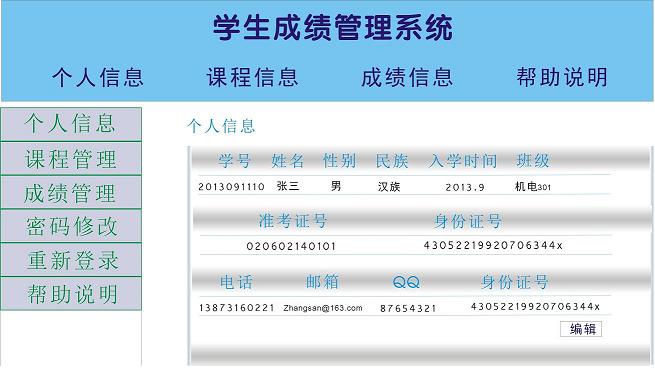 学生成绩管理系统
个人信息 课程信息 成绩信息 帮助说明
个人信息
课程管理
成绩管理
密码修改
重新登录
帮助说明
个人信息
学号 姓名 性别 民族 入学时间 班级
2013091110 张三 男 汉族 2013.9 机电301
准考证号 身份证号
020602140101 43052219920706344x
电话 邮箱 QQ 身份证号
13873160221 Zhangsan@163.com 87654321 43052219920706344x
编辑